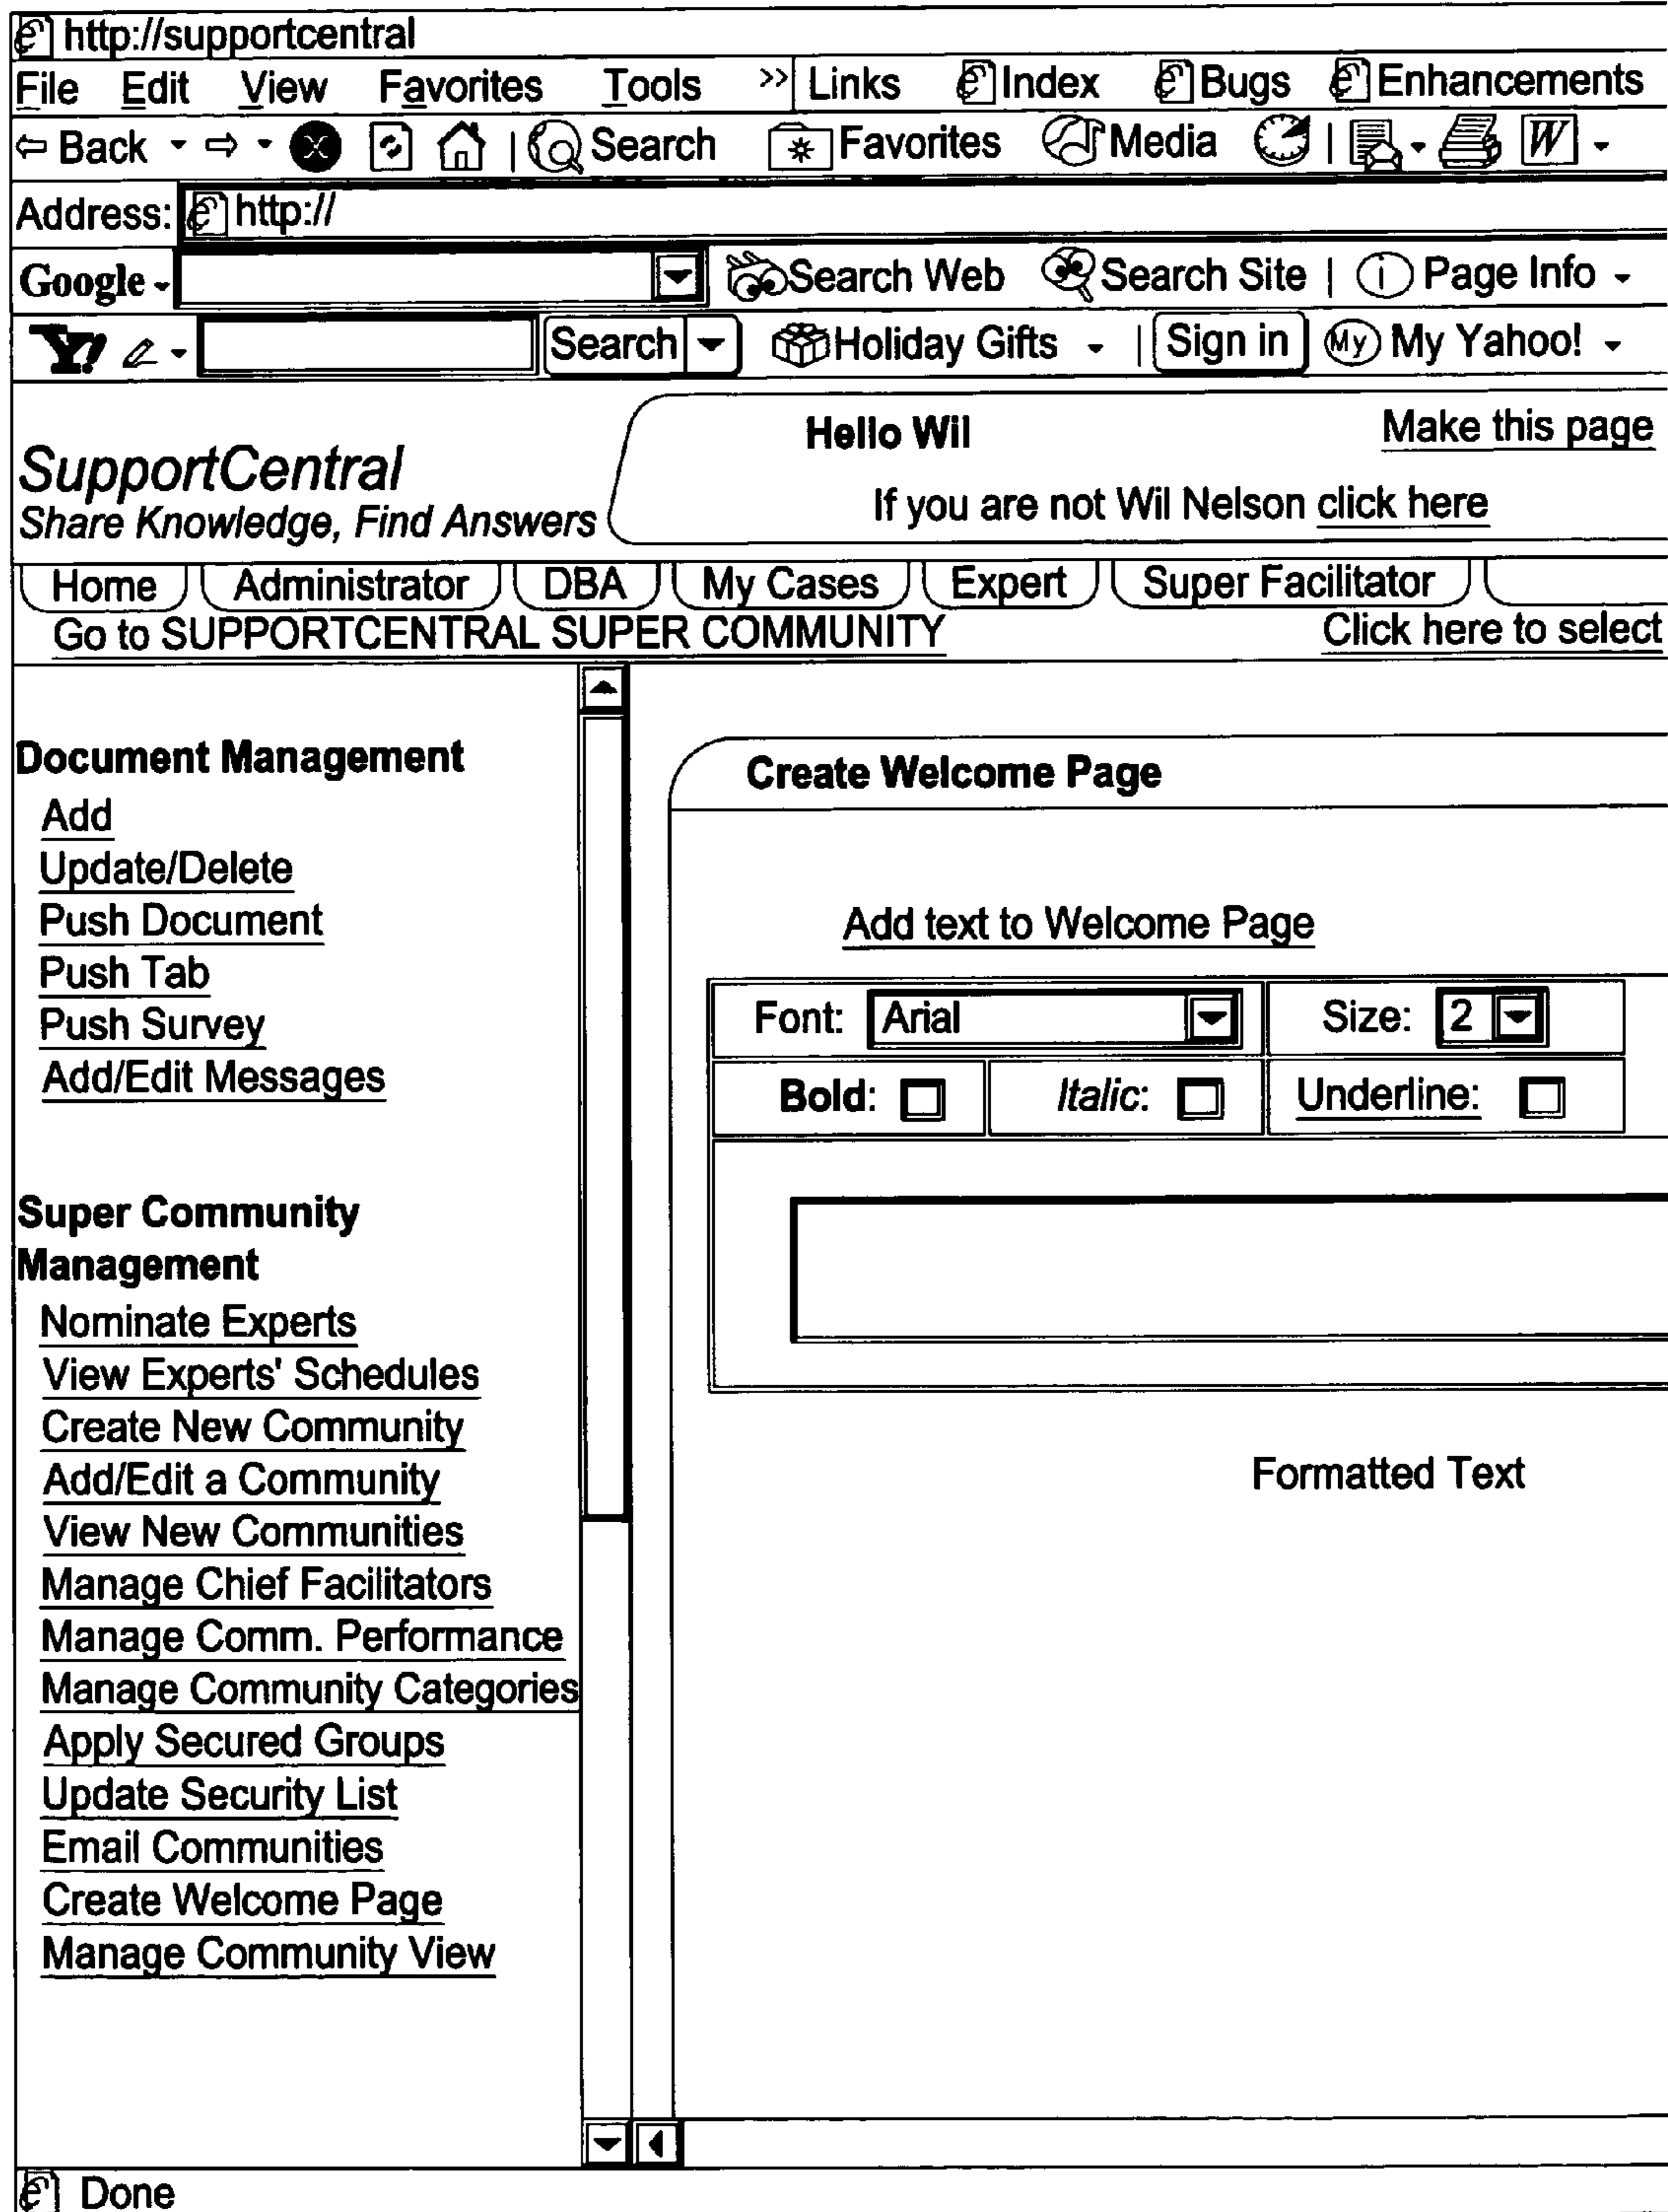 http://supportcentral
File Edit View Favorites Tools >> Links Index Bugs Enhancements
Back Search Favorites Media W
Address: http://
Google Search Web Search Site | i Page Info
Y! Search Holiday Gifts | Sign in My My Yahoo!
Hello Wil Make this page
SupportCentral
If you are not Wil Nelson click here
Share Knowledge, Find Answers
Home Administrator DBA My Cases Expert Super Facilitator
Go to SUPPORTCENTRAL SUPER COMMUNITY Click here to select
Document Management
Add
Update/Delete
Push Document
Push Tab
Push Survey
Add/Edit Messages
Super Community
Management
Nominate Experts
View Experts' Schedules
Create New Community
Add/Edit a Community
View New Communities
Manage Chief Facilitators
Manage Comm. Performance
Manage Community Categories
Apply Secured Groups
Update Security List
Email Communities
Create Welcome Page
Manage Community View
Create Welcome Page
Add text to Welcome Page
Font: Arial Size: 2
Bold: Italic: Underline:
Formatted Text
Done